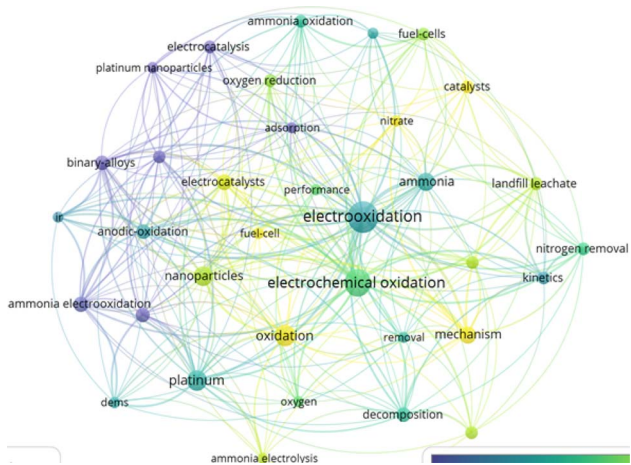 ammonia oxidation
fuel-cells
electrocatalysis
platinum nanoparticles
oxygen reduction
catalysts
nitrate
adsorption
binary-alloys
electrocatalysts
performance
ammonia
landfill leachate
electrooxidation
ir
anodic-oxidation
fuel-cell
nitrogen removal
nanoparticles
electrochemical oxidation
kinetics
ammonia electrooxidation
oxidation
removal
mechanism
platinum
dems
oxygen
decomposition
ammonia electrolysis